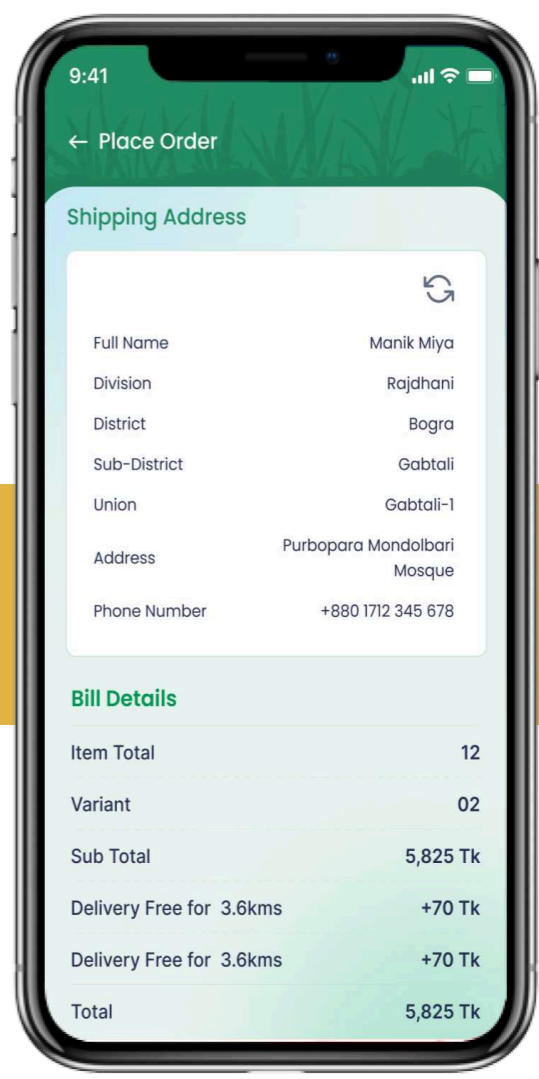 9:41
← Place Order
Shipping Address
Full Name Manik Miya
Division Rajdhani
District Bogra
Sub-District Gabtali
Union Gabtali-1
Address Purbopara Mondolbari
Mosque
Phone Number +880 1712 345 678
Bill Details
Item Total 12
Variant 02
Sub Total 5,825 Tk
Delivery Free for 3.6kms +70 Tk
Delivery Free for 3.6kms +70 Tk
Total 5,825 Tk